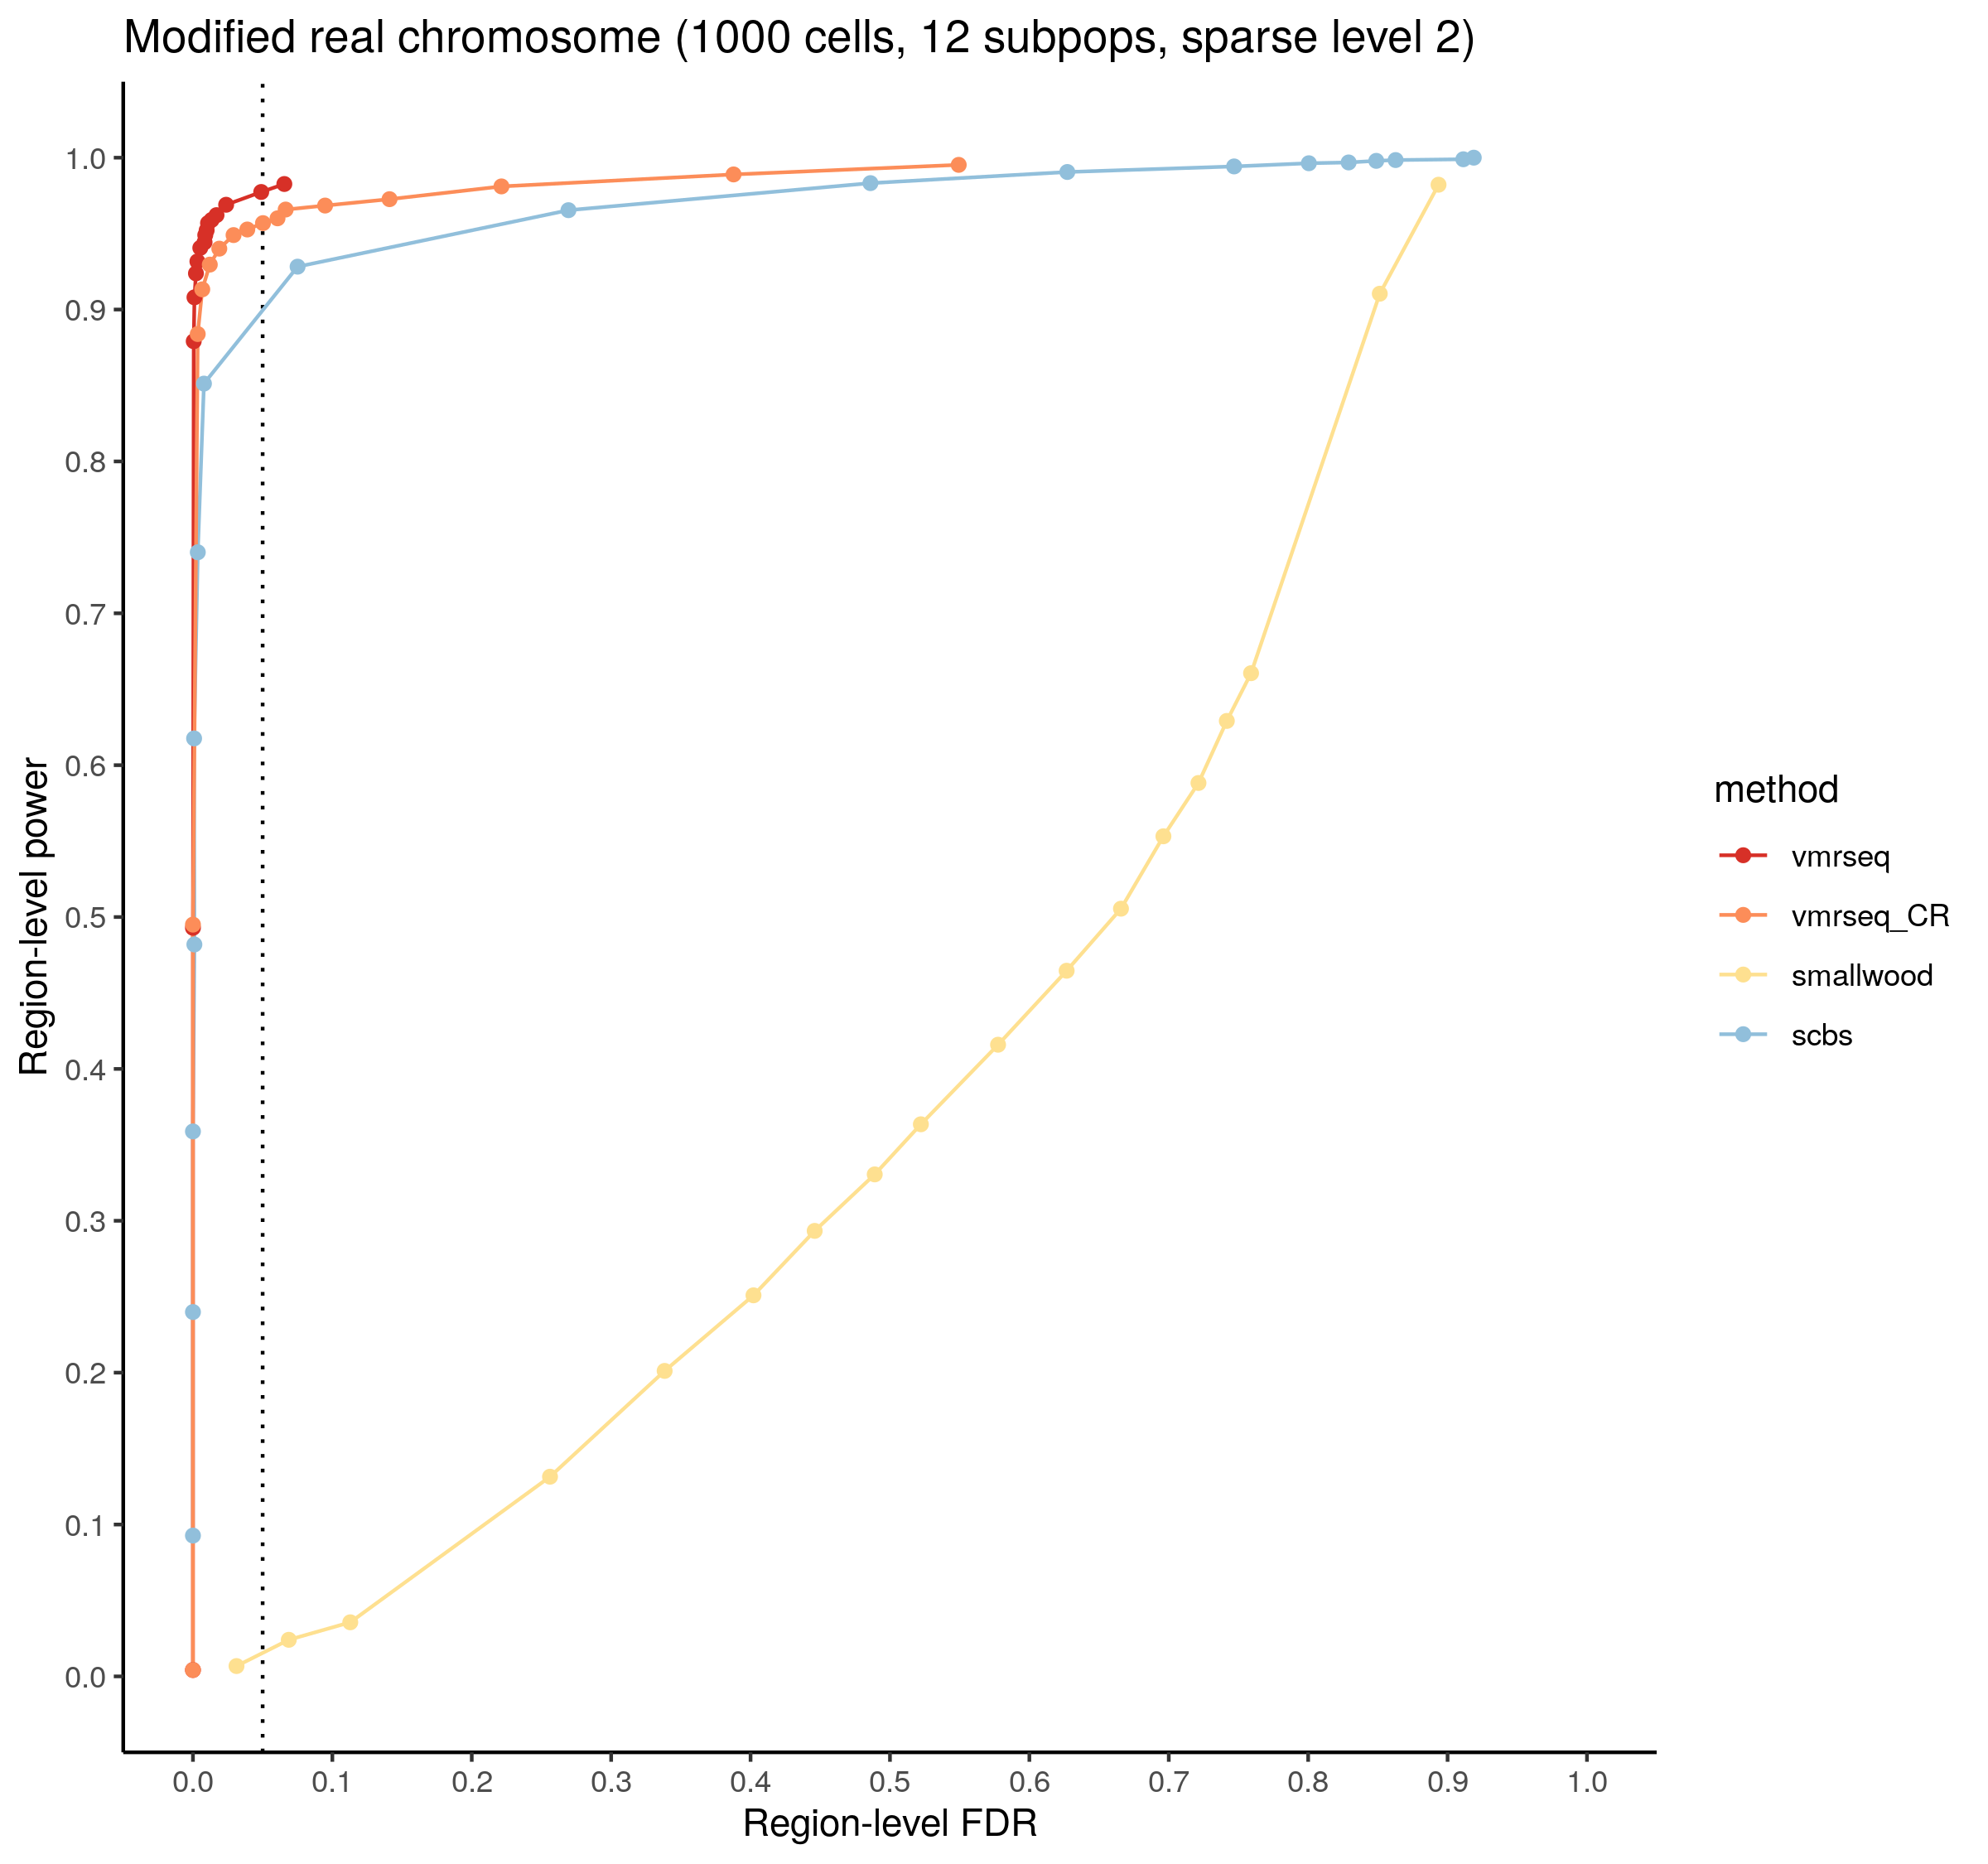 Modified real chromosome (1000 cells, 12 subpops, sparse level 2)
Region-level power
1.0
0.9
0.8
0.7
0.6
0.5
0.4
0.3
0.2
0.1
0.0
0.0 0.1 0.2 0.3 0.4 0.5 0.6 0.7 0.8 0.9 1.0
Region-level FDR
method
vmrseq
vmrseq_CR
smallwood
scbs